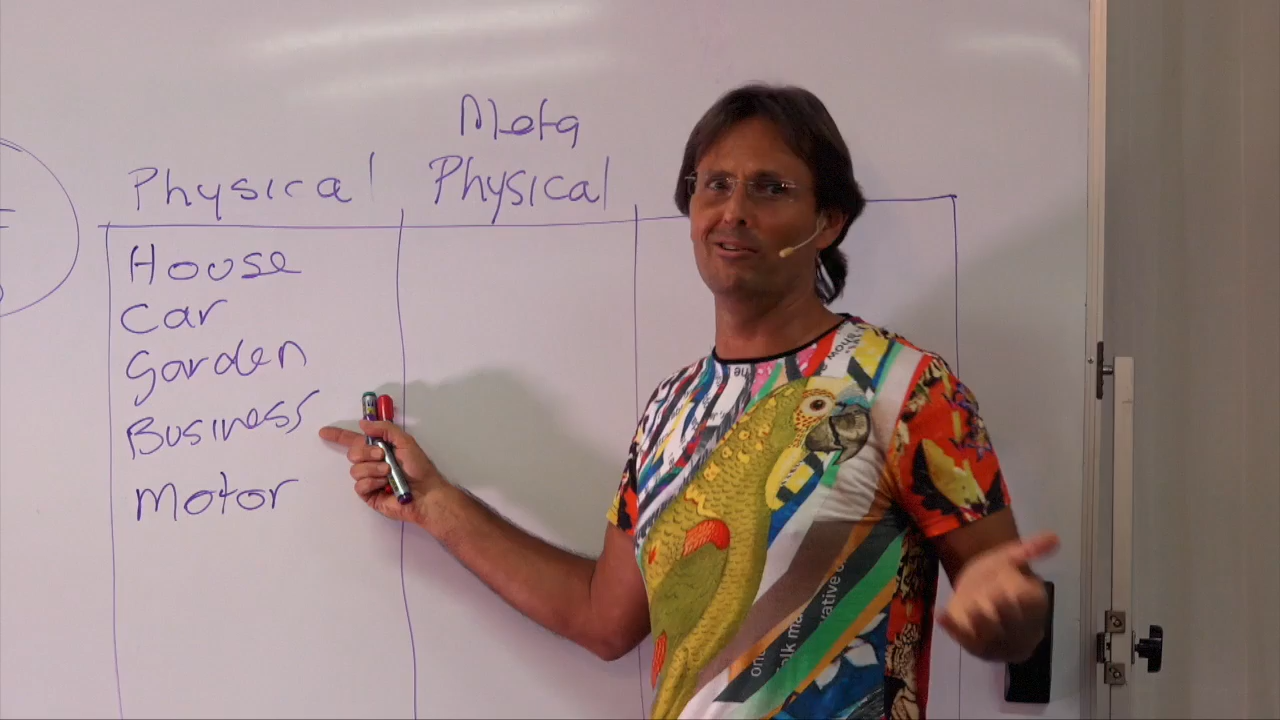 Meta
Physical Physical
House
Car
Garden
Business
Motor